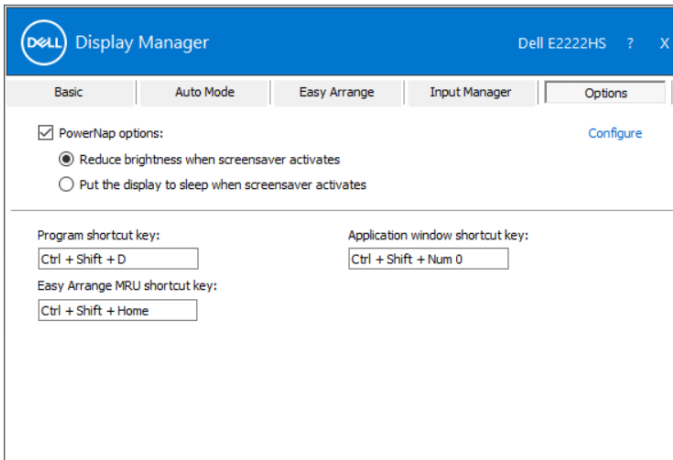 DELL Display Manager Dell E2222HS ? X
Basic Auto Mode Easy Arrange Input Manager Options
PowerNap options: Configure
Reduce brightness when screensaver activates
Put the display to sleep when screensaver activates
Program shortcut key: Application window shortcut key:
Ctrl + Shift + D Ctrl + Shift + Num 0
Easy Arrange MRU shortcut key:
Ctrl + Shift + Home